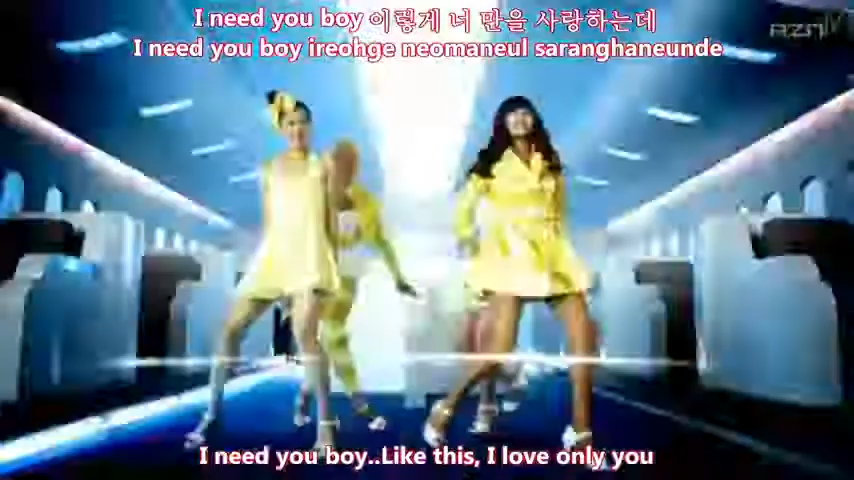 I need you boy 이렇게 너 만을 사랑하는데
I need you boy ireohge neomaneul saranghaneunde
I need you boy..Like this, I love only you